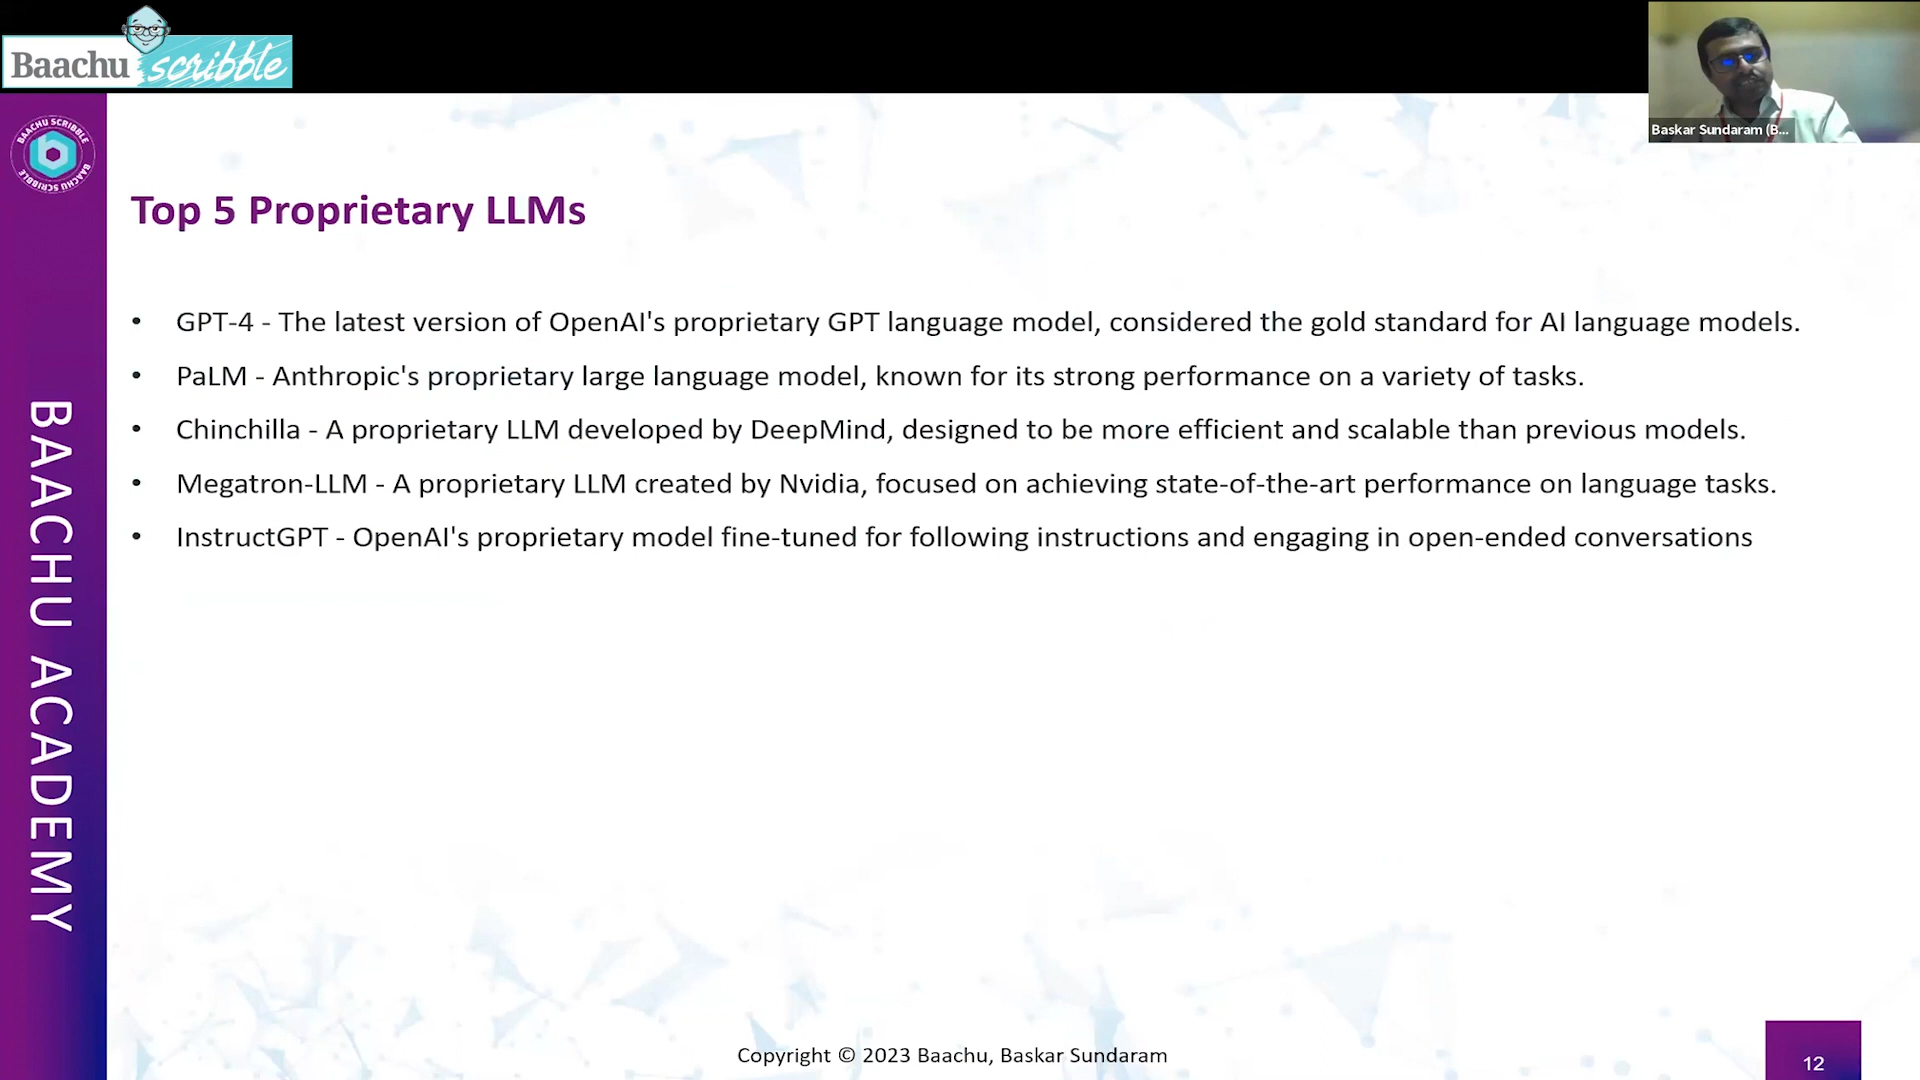 Baachu scribble
Baskar Sundaram (B...
BAACHU SCRIBBLE
BAACHU SCRIBBLE
BAACHU ACADEMY
Top 5 Proprietary LLMs
• GPT-4 - The latest version of OpenAI's proprietary GPT language model, considered the gold standard for AI language models.
• PaLM - Anthropic's proprietary large language model, known for its strong performance on a variety of tasks.
• Chinchilla - A proprietary LLM developed by DeepMind, designed to be more efficient and scalable than previous models.
• Megatron-LLM - A proprietary LLM created by Nvidia, focused on achieving state-of-the-art performance on language tasks.
• InstructGPT - OpenAI's proprietary model fine-tuned for following instructions and engaging in open-ended conversations
Copyright © 2023 Baachu, Baskar Sundaram
12